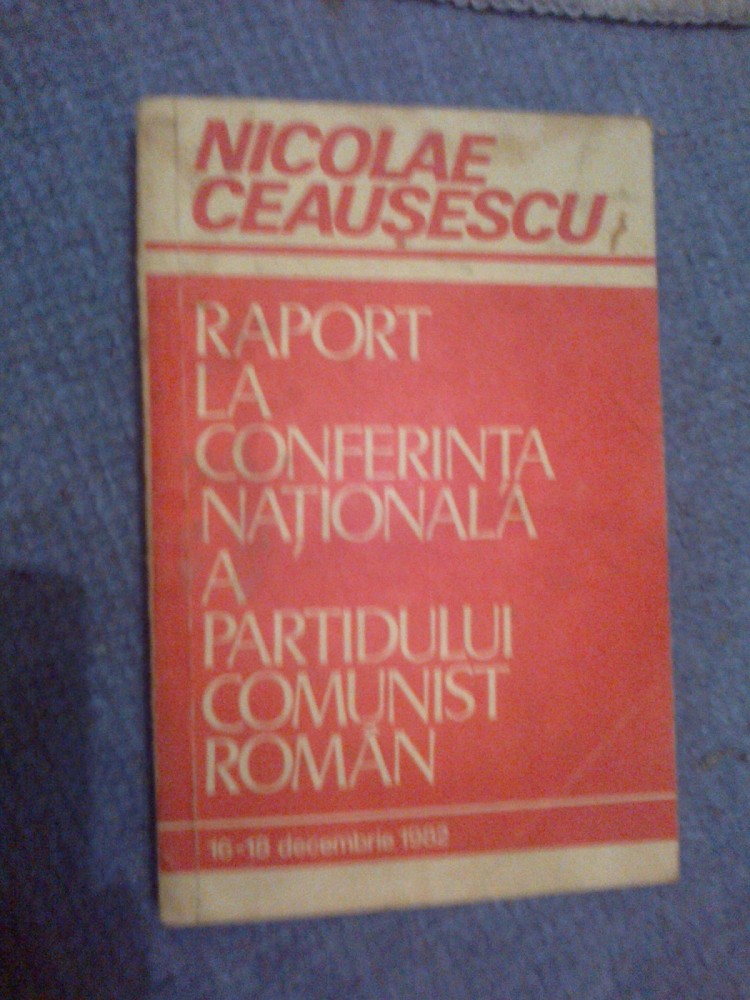 NICOLAE
CEAUȘESCU
RAPORT
LA
CONFERINȚA
NAȚIONALĂ
A
PARTIDULUI
COMUNIST
ROMÂN
16-18 decembrie 1982